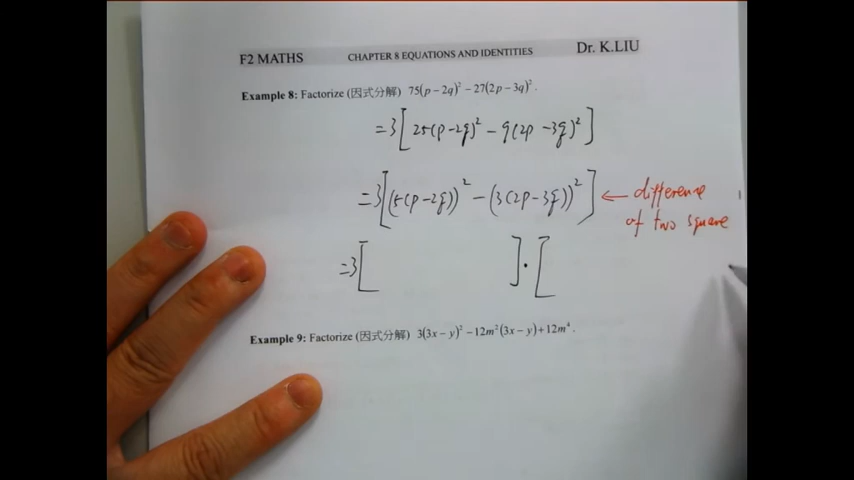 F2 MATHS CHAPTER 8 EQUATIONS AND IDENTITIES Dr. K.LIU
Example 8: Factorize (因式分解) 75(p−2q)² − 27(2p−3q)².
=3[25(p−2q)² − 9(2p−3q)²]
=3[(5(p−2q))² − (3(2p−3q))²] ← difference
of two square
=3[ ]·[
Example 9: Factorize (因式分解) 3(3x−y)² −12m²(3x−y)+12m⁴.